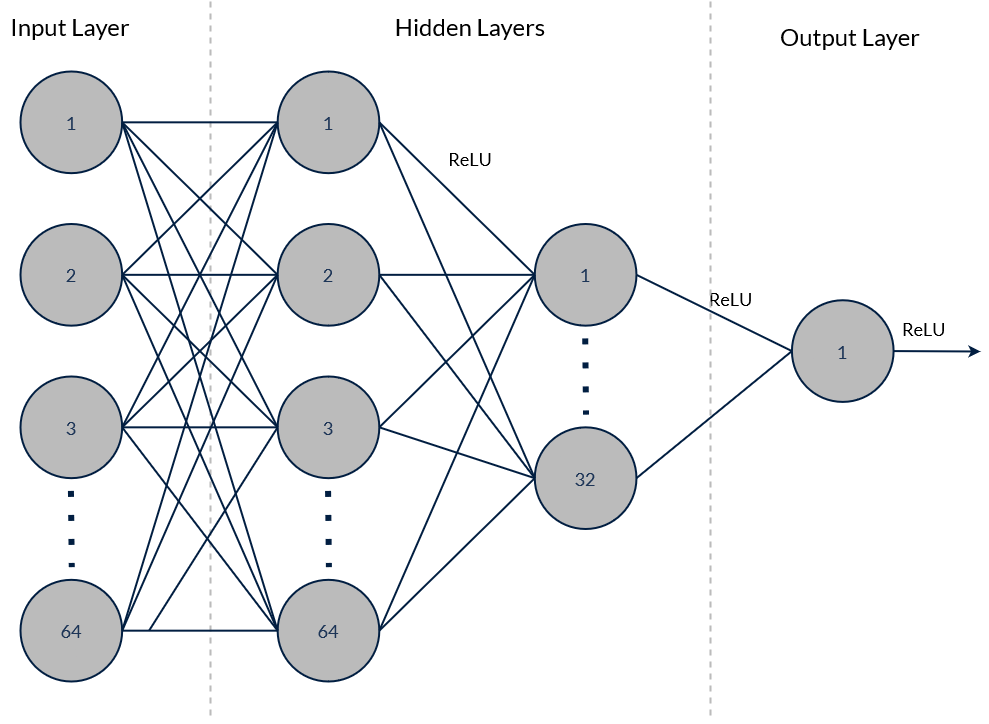 Input Layer
Hidden Layers
Output Layer
1
1
ReLU
2
2
1
ReLU
ReLU
1
3
3
32
64
64